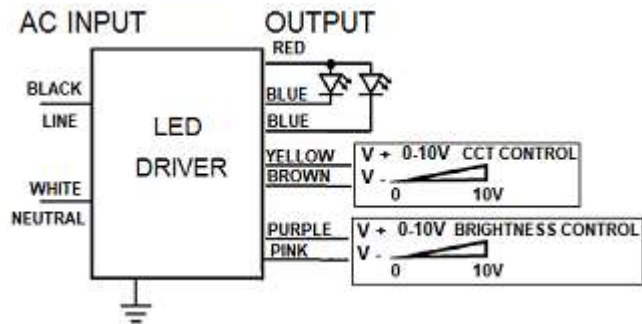 AC INPUT
OUTPUT
RED
BLACK
LINE
BLUE
BLUE
LED
DRIVER
YELLOW
BROWN
V + 0-10V CCT CONTROL
V -
0 10V
WHITE
NEUTRAL
PURPLE
PINK
V + 0-10V BRIGHTNESS CONTROL
V -
0 10V